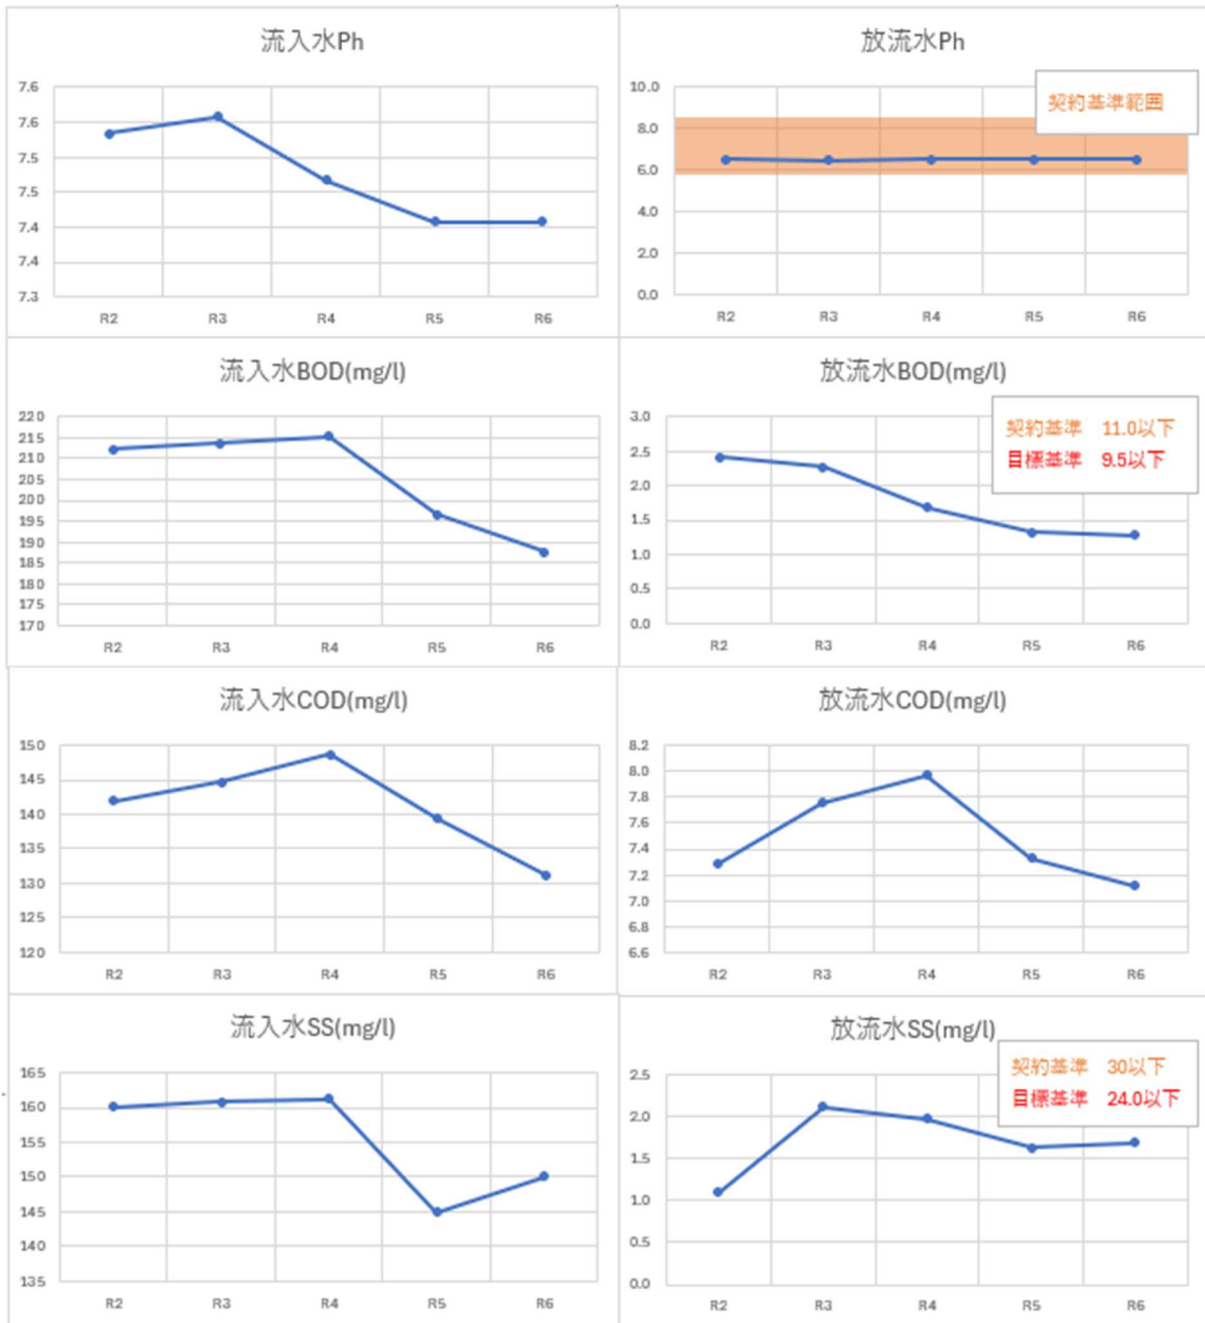 流入水Ph
7.6
7.6
7.5
7.5
7.4
7.4
7.3
R2 R3 R4 R5 R6
放流水Ph
契約基準範囲
10.0
8.0
6.0
4.0
2.0
0.0
R2 R3 R4 R5 R6
流入水BOD(mg/l)
220
215
210
205
200
195
190
185
180
175
170
R2 R3 R4 R5 R6
放流水BOD(mg/l)
契約基準 11.0以下
目標基準 9.5以下
3.0
2.5
2.0
1.5
1.0
0.5
0.0
R2 R3 R4 R5 R6
流入水COD(mg/l)
150
145
140
135
130
125
120
R2 R3 R4 R5 R6
放流水COD(mg/l)
8.2
8.0
7.8
7.6
7.4
7.2
7.0
6.8
6.6
R2 R3 R4 R5 R6
流入水SS(mg/l)
165
160
155
150
145
140
135
R2 R3 R4 R5 R6
放流水SS(mg/l)
契約基準 30以下
目標基準 24.0以下
2.5
2.0
1.5
1.0
0.5
0.0
R2 R3 R4 R5 R6